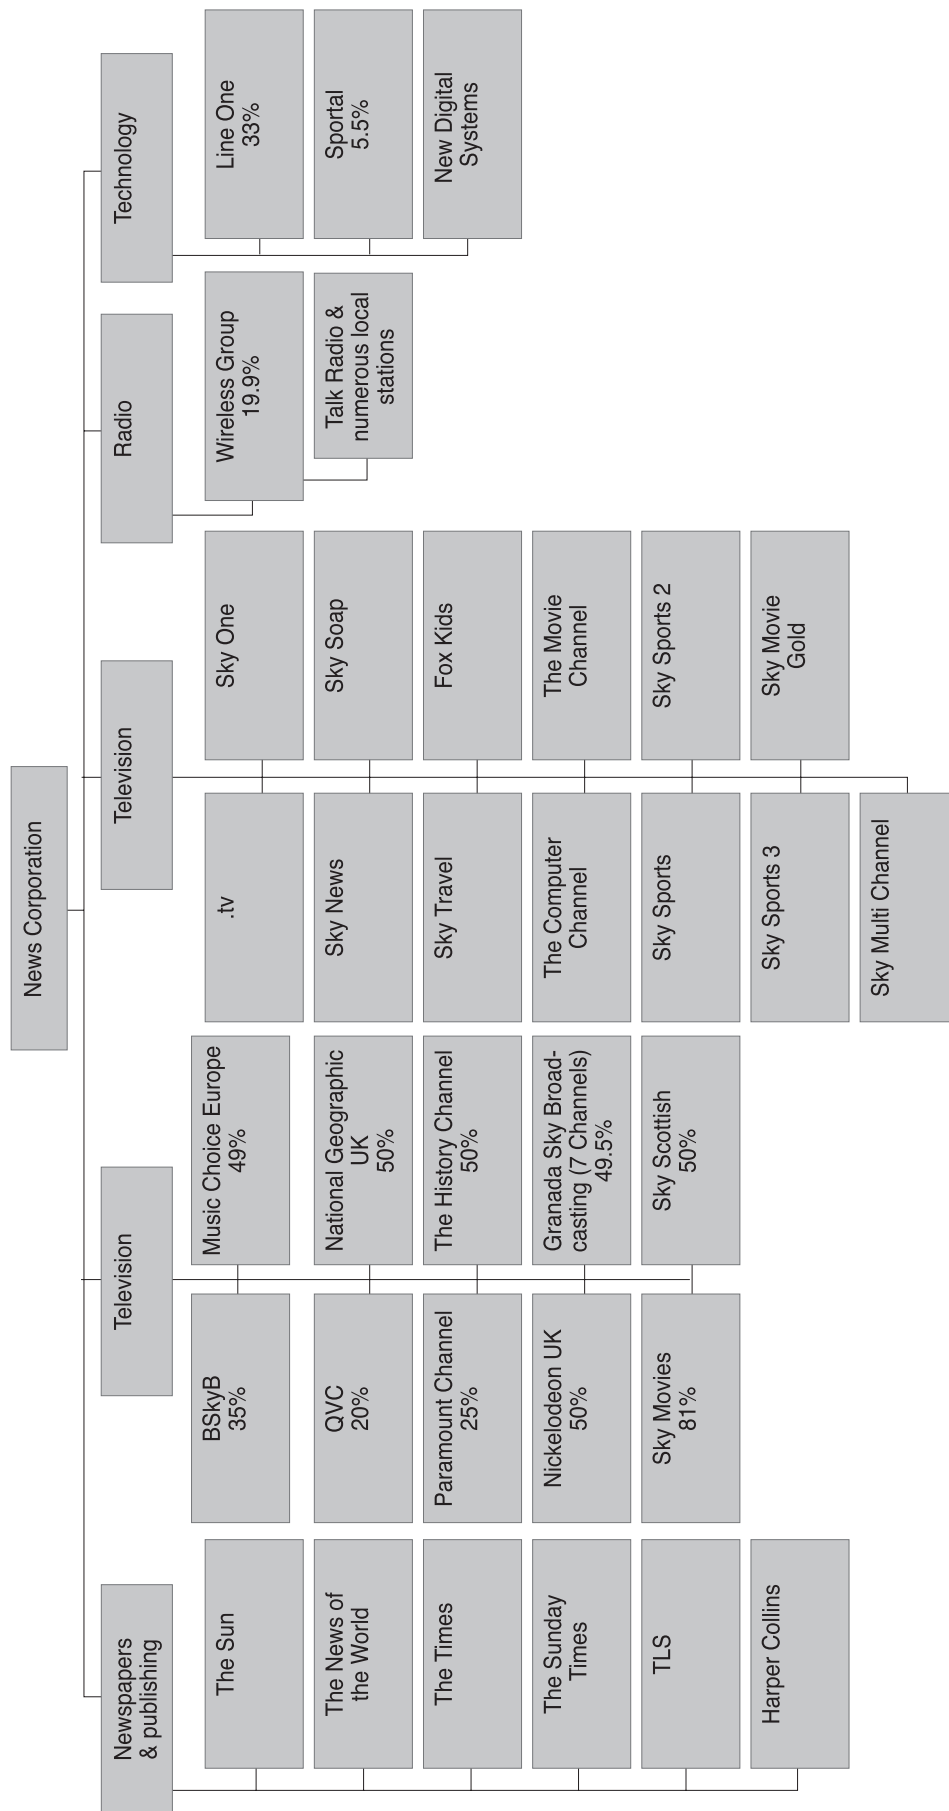 News Corporation
Newspapers
& publishing
Television
Television
Radio
Technology
The Sun
The News of
the World
The Times
The Sunday
Times
TLS
Harper Collins
BSkyB
35%
QVC
20%
Paramount Channel
25%
Nickelodeon UK
50%
Sky Movies
81%
Music Choice Europe
49%
National Geographic
UK
50%
The History Channel
50%
Granada Sky Broad-
casting (7 Channels)
49.5%
Sky Scottish
50%
.tv
Sky News
Sky Travel
The Computer
Channel
Sky Sports
Sky Sports 3
Sky Multi Channel
Sky One
Sky Soap
Fox Kids
The Movie
Channel
Sky Sports 2
Sky Movie
Gold
Wireless Group
19.9%
Talk Radio &
numerous local
stations
Line One
33%
Sportal
5.5%
New Digital
Systems